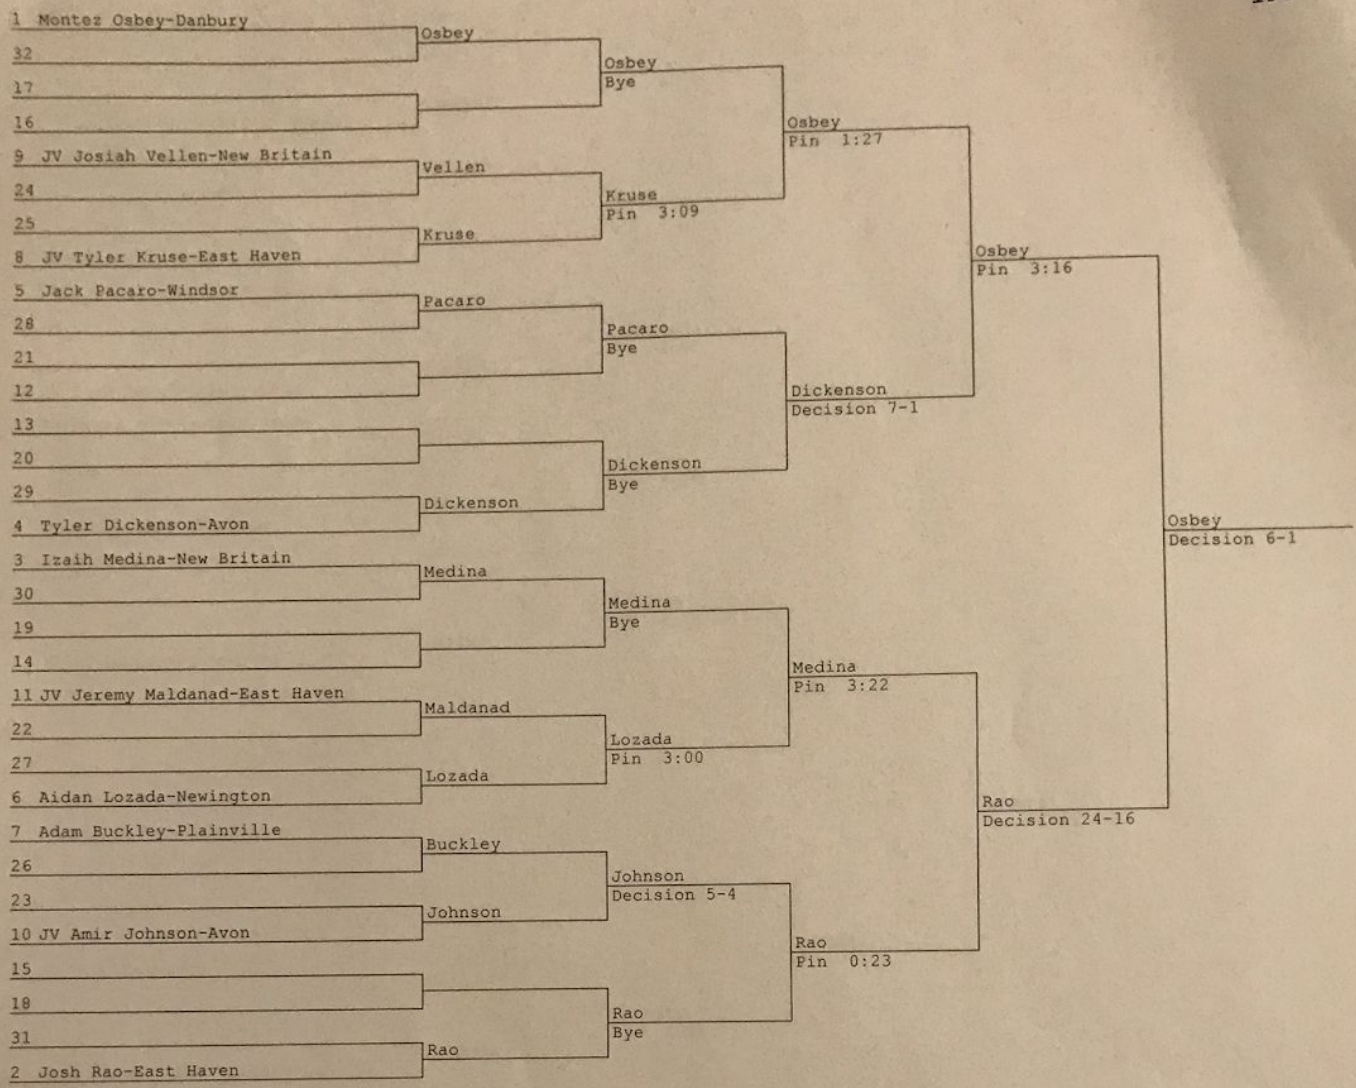 1 Montez Osbey-Danbury
32
17
16
9 JV Josiah Vellen-New Britain
24
25
8 JV Tyler Kruse-East Haven
5 Jack Pacaro-Windsor
28
21
12
13
20
29
4 Tyler Dickenson-Avon
3 Izaih Medina-New Britain
30
19
14
11 JV Jeremy Maldanad-East Haven
22
27
6 Aidan Lozada-Newington
7 Adam Buckley-Plainville
26
23
10 JV Amir Johnson-Avon
15
18
31
2 Josh Rao-East Haven
Osbey
Vellen
Kruse
Pacaro
Dickenson
Medina
Maldanad
Lozada
Buckley
Johnson
Rao
Osbey
Bye
Kruse
Pin 3:09
Pacaro
Bye
Dickenson
Bye
Medina
Bye
Lozada
Pin 3:00
Johnson
Decision 5-4
Rao
Bye
Osbey
Pin 1:27
Dickenson
Decision 7-1
Medina
Pin 3:22
Rao
Pin 0:23
Osbey
Pin 3:16
Rao
Decision 24-16
Osbey
Decision 6-1